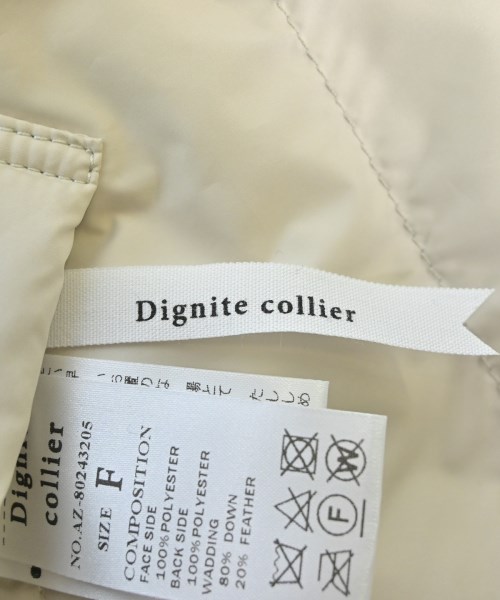 Dignite collier
collier
NO.AZ-80243205
SIZE F
COMPOSITION
FACE SIDE
100%POLYESTER
BACK SIDE
100%POLYESTER
WADDING
80% DOWN
20% FEATHER
W
F